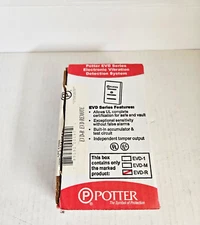 Potter EVD Series
Electronic Vibration
Detection System
EVD Series Features:
• Allows UL complete
certification for safe and vault
• Exceptional sensitivity
without false alarms
• Built-in accumulator &
test circuit
• Independent tamper output
This box
contains only
the marked
product:
EVD-1
EVD-M
EVD-R
P POTTER
The Symbol of Protection